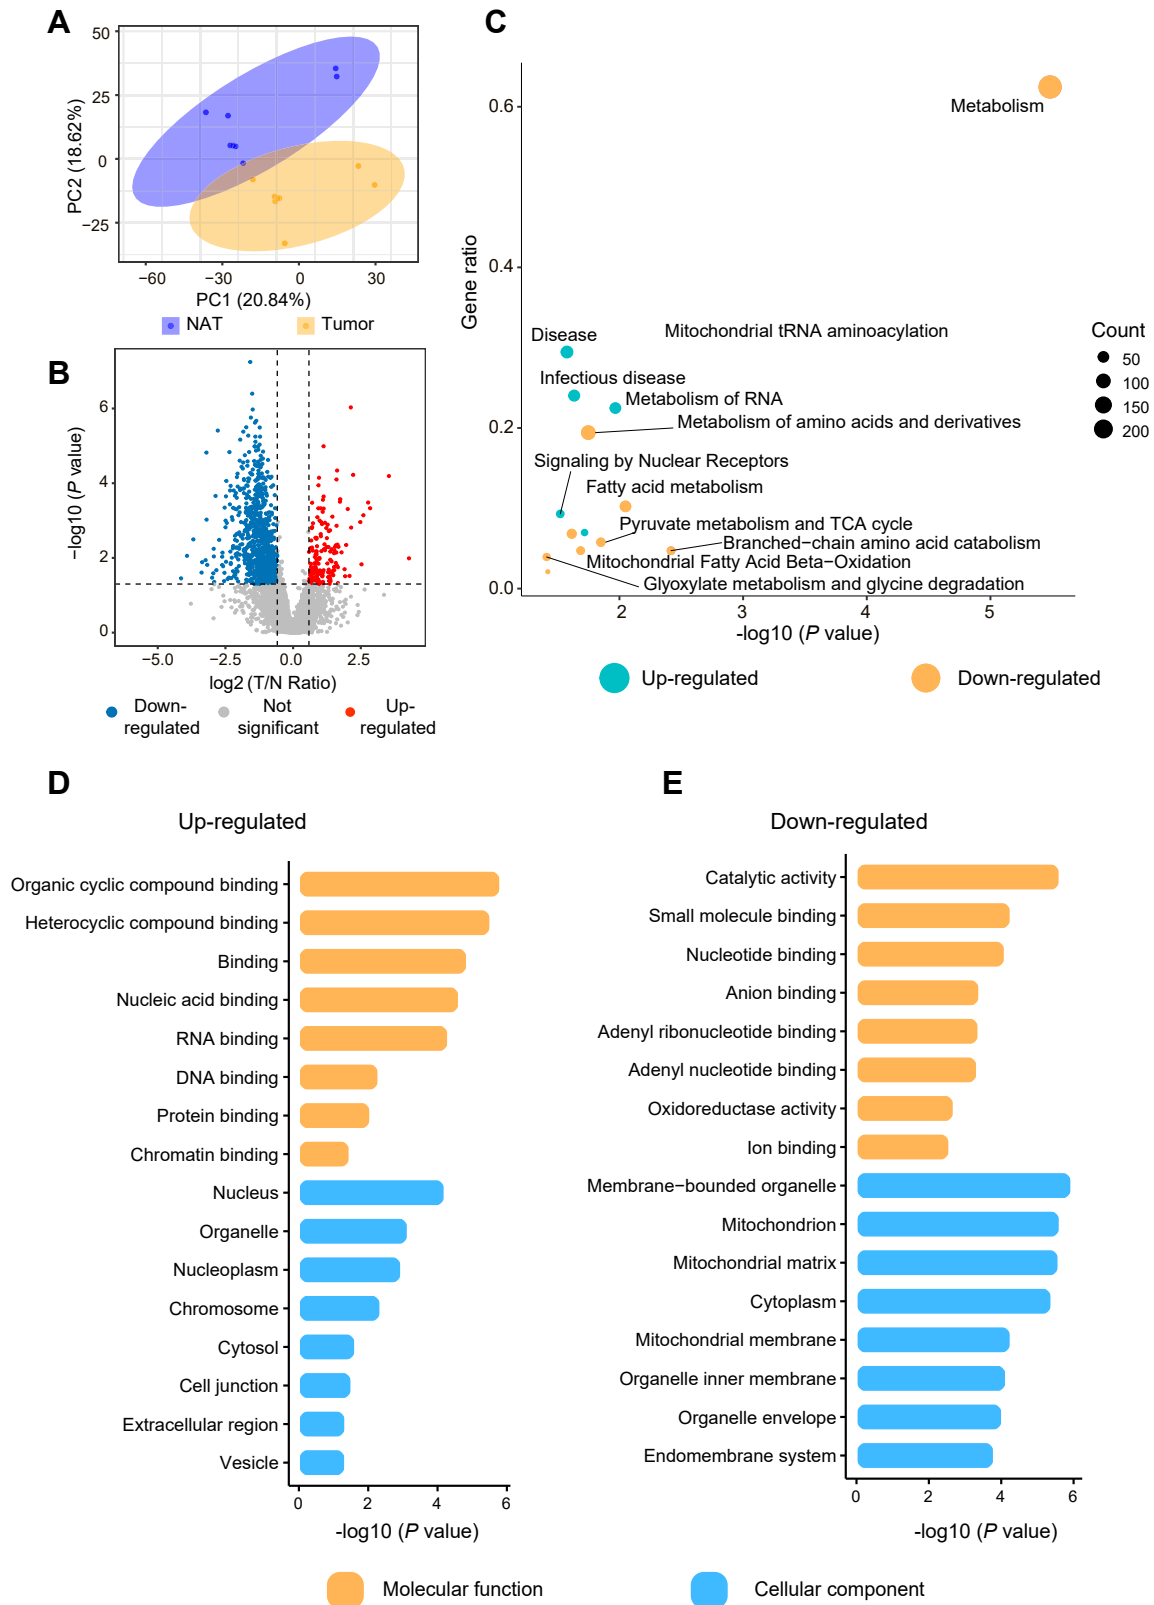 A
50
25
0
−25
PC2 (18.62%)
−60
−30
0
30
PC1 (20.84%)
NAT
Tumor
B
6
4
2
0
−log10 (P value)
−5.0
−2.5
0.0
2.5
log2 (T/N Ratio)
Down-
regulated
Not
significant
Up-
regulated
C
0.6
0.4
0.2
0.0
Gene ratio
Metabolism
Mitochondrial tRNA aminoacylation
Disease
Infectious disease
Metabolism of RNA
Metabolism of amino acids and derivatives
Signaling by Nuclear Receptors
Fatty acid metabolism
Pyruvate metabolism and TCA cycle
Branched−chain amino acid catabolism
Mitochondrial Fatty Acid Beta−Oxidation
Glyoxylate metabolism and glycine degradation
2
3
4
5
-log10 (P value)
Count
50
100
150
200
Up-regulated
Down-regulated
D
Up-regulated
Organic cyclic compound binding
Heterocyclic compound binding
Binding
Nucleic acid binding
RNA binding
DNA binding
Protein binding
Chromatin binding
Nucleus
Organelle
Nucleoplasm
Chromosome
Cytosol
Cell junction
Extracellular region
Vesicle
0
2
4
6
-log10 (P value)
E
Down-regulated
Catalytic activity
Small molecule binding
Nucleotide binding
Anion binding
Adenyl ribonucleotide binding
Adenyl nucleotide binding
Oxidoreductase activity
Ion binding
Membrane−bounded organelle
Mitochondrion
Mitochondrial matrix
Cytoplasm
Mitochondrial membrane
Organelle inner membrane
Organelle envelope
Endomembrane system
0
2
4
6
-log10 (P value)
Molecular function
Cellular component